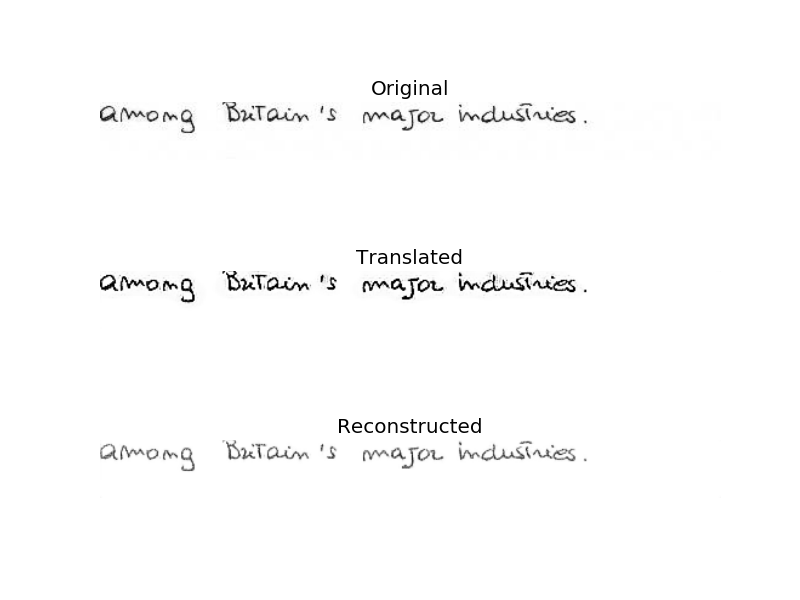 Original
among Britain's major industries.
Translated
among Britain's major industries.
Reconstructed
among Britain's major industries.